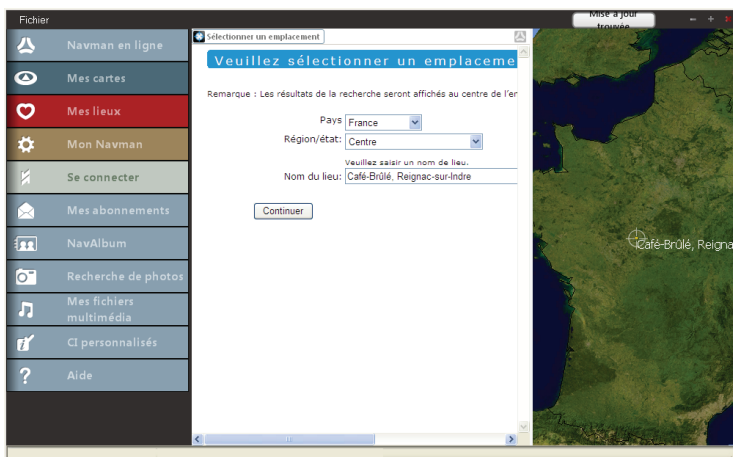 Fichier
Mise à jour
trouvée
Navman en ligne
Mes cartes
Mes lieux
Mon Navman
Se connecter
Mes abonnements
NavAlbum
Recherche de photos
Mes fichiers
multimédia
CI personnalisés
Aide
Sélectionner un emplacement
Veuillez sélectionner un emplaceme
Remarque : Les résultats de la recherche seront affichés au centre de l'er
Pays France
Région/état: Centre
Veuillez saisir un nom de lieu.
Nom du lieu: Café-Brûlé, Reignac-sur-Indre
Continuer
Café-Brûlé, Reigna